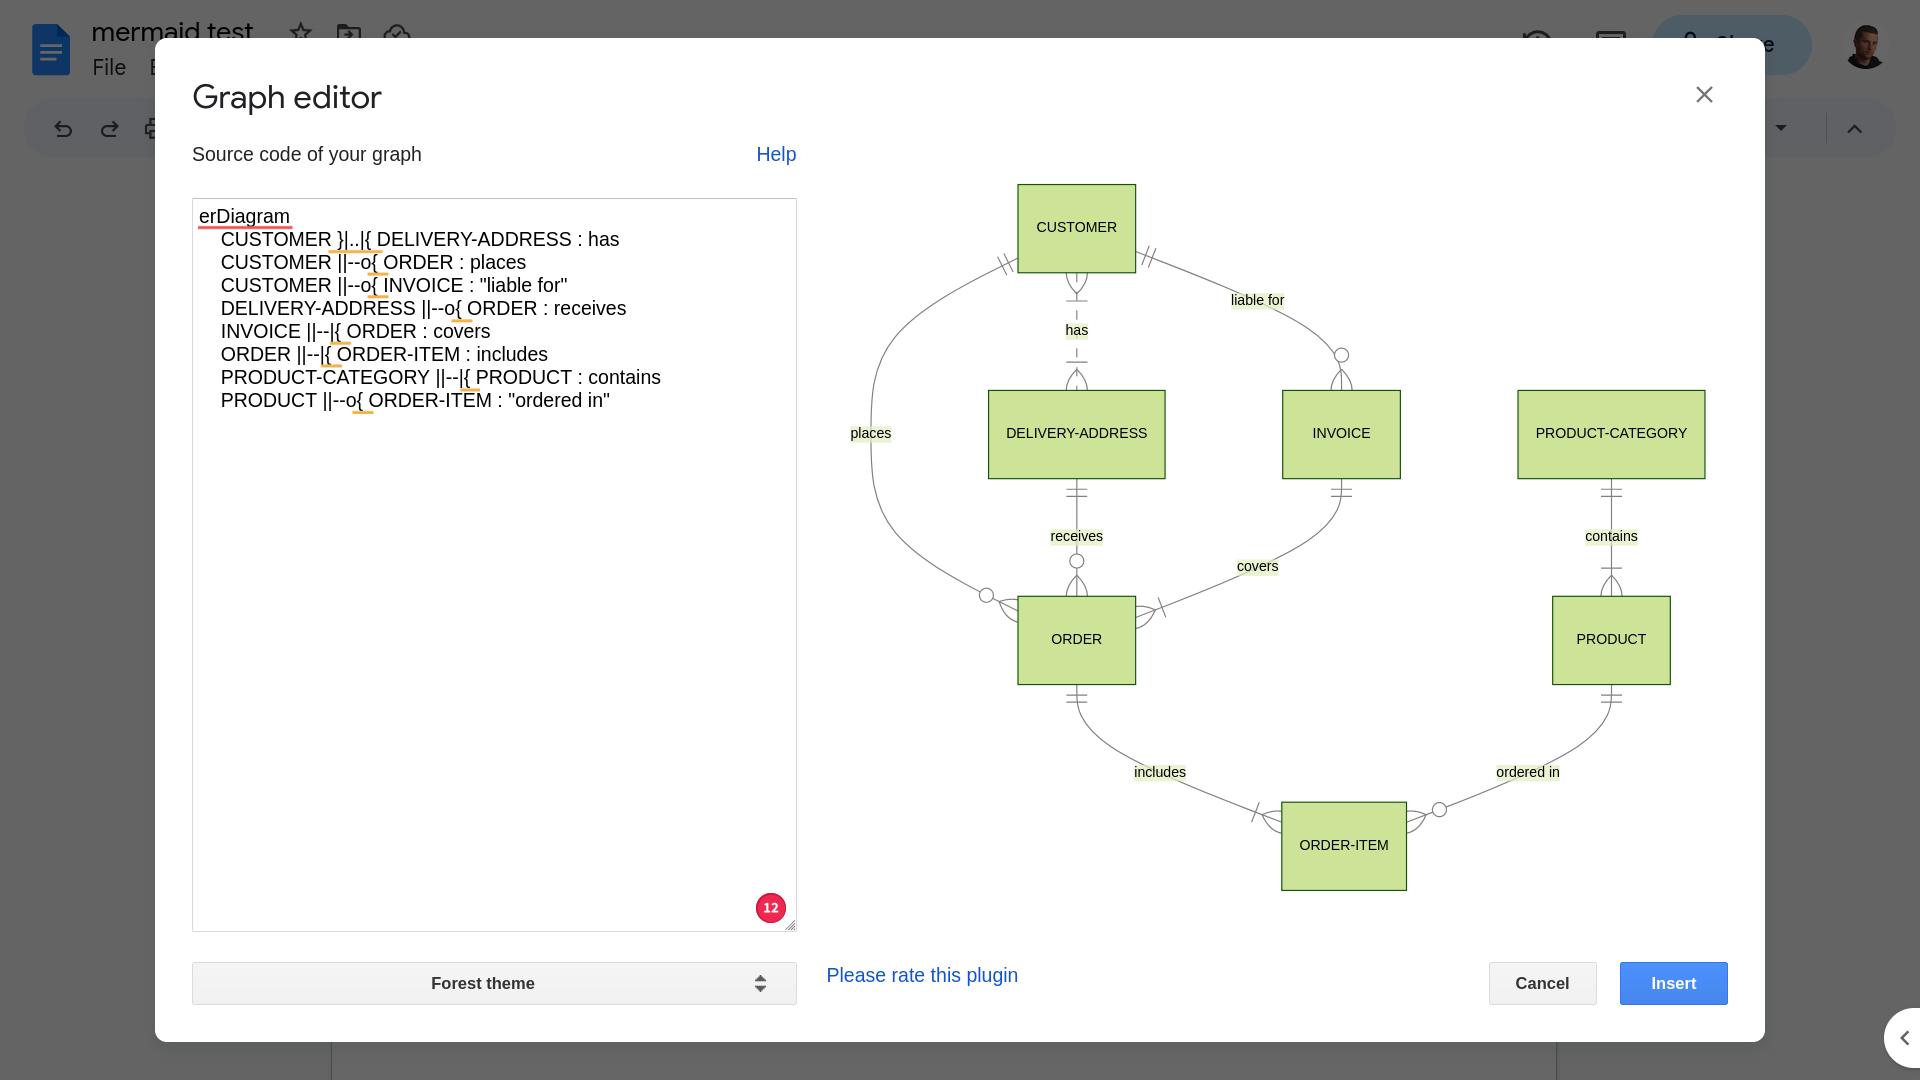 mermaid test
File
Graph editor
Source code of your graph
Help
erDiagram
CUSTOMER }|..|{ DELIVERY-ADDRESS : has
CUSTOMER ||--o{ ORDER : places
CUSTOMER ||--o{ INVOICE : "liable for"
DELIVERY-ADDRESS ||--o{ ORDER : receives
INVOICE ||--|{ ORDER : covers
ORDER ||--|{ ORDER-ITEM : includes
PRODUCT-CATEGORY ||--|{ PRODUCT : contains
PRODUCT ||--o{ ORDER-ITEM : "ordered in"
12
Forest theme
CUSTOMER
liable for
has
places
DELIVERY-ADDRESS
INVOICE
PRODUCT-CATEGORY
receives
contains
covers
ORDER
PRODUCT
includes
ordered in
ORDER-ITEM
Please rate this plugin
Cancel
Insert